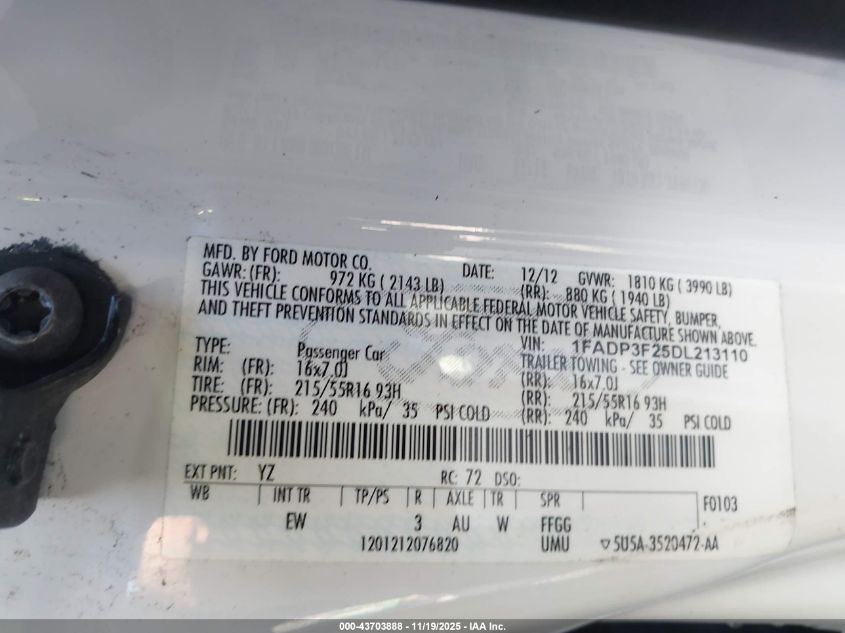 MFD. BY FORD MOTOR CO. DATE: 12/12 GVWR: 1810 KG ( 3990 LB)
GAWR: (FR): 972 KG ( 2143 LB) (RR): 880 KG ( 1940 LB)
THIS VEHICLE CONFORMS TO ALL APPLICABLE FEDERAL MOTOR VEHICLE SAFETY, BUMPER,
AND THEFT PREVENTION STANDARDS IN EFFECT ON THE DATE OF MANUFACTURE SHOWN ABOVE.
VIN: 1FADP3F25DL213110
TYPE: Passenger Car TRAILER TOWING - SEE OWNER GUIDE
RIM: (FR): 16x7.0J (RR): 16x7.0J
TIRE: (FR): 215/55R16 93H (RR): 215/55R16 93H
PRESSURE: (FR): 240 kPa/ 35 PSI COLD (RR): 240 kPa/ 35 PSI COLD
EXT PNT: YZ RC: 72 DSO:
WB INT TR TP/PS R AXLE TR SPR F0103
EW 3 AU W FFGG
1201212076820 UMU ▽5U5A-3520472-AA
000-43703888 - 11/19/2025 - IAA Inc.